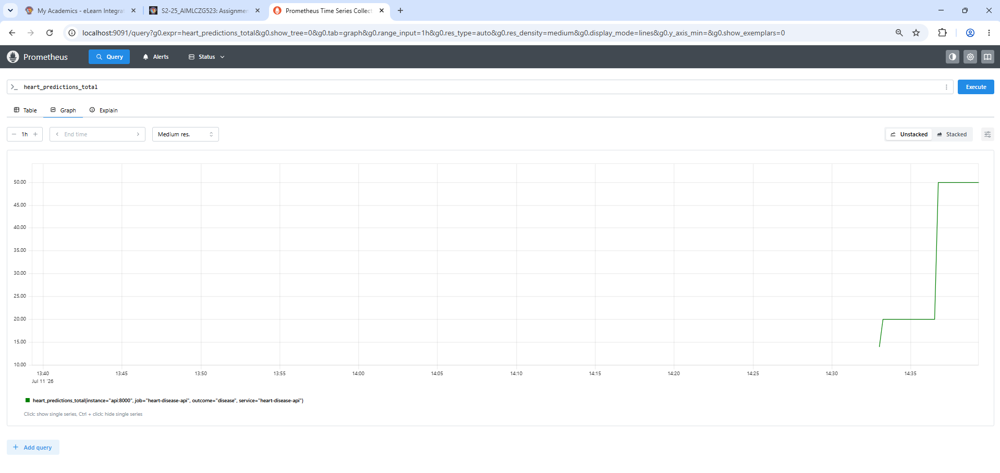 My Academics - eLearn Integra
S2-25_AIMLCZG523: Assignmen
Prometheus Time Series Collect
localhost:9091/query?g0.expr=heart_predictions_total&g0.show_tree=0&g0.tab=graph&g0.range_input=1h&g0.res_type=auto&g0.res_density=medium&g0.display_mode=lines&g0.y_axis_min=&g0.show_exemplars=0
Prometheus Query Alerts Status
heart_predictions_total Execute
Table Graph Explain
1h End time Medium res. Unstacked Stacked
50.00
45.00
40.00
35.00
30.00
25.00
20.00
15.00
10.00
13:40 13:45 13:50 13:55 14:00 14:05 14:10 14:15 14:20 14:25 14:30 14:35
Jul 11 '26
heart_predictions_total{instance="api:8000", job="heart-disease-api", outcome="disease", service="heart-disease-api"}
Click: show single series, Ctrl + click: hide single series
Add query